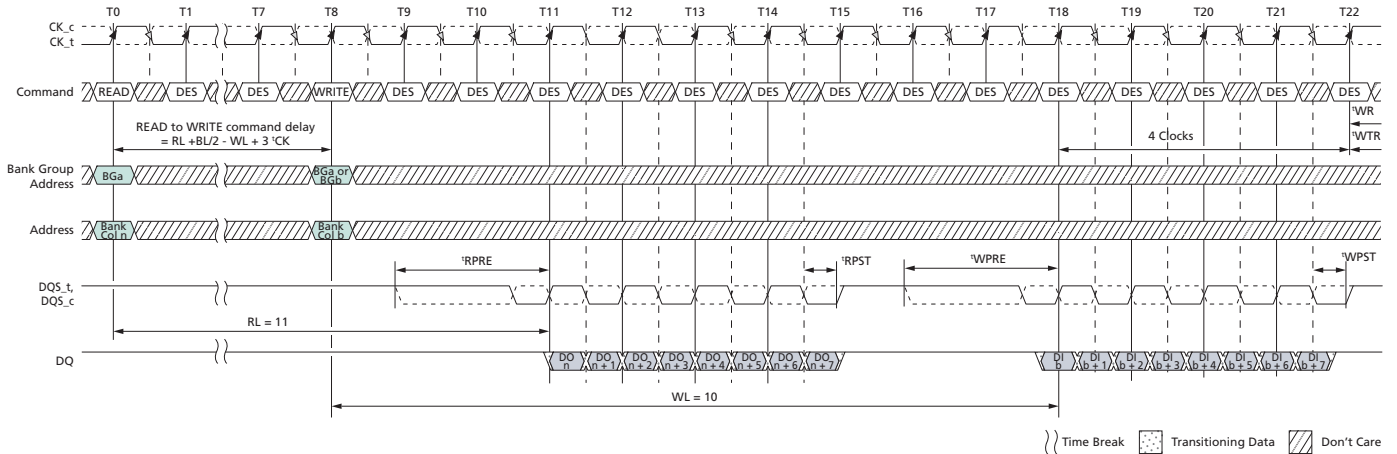 T0 T1 T7 T8 T9 T10 T11 T12 T13 T14 T15 T16 T17 T18 T19 T20 T21 T22
CK_c
CK_t
Command READ DES DES WRITE DES DES DES DES DES DES DES DES DES DES DES DES DES DES
tWR
READ to WRITE command delay
= RL +BL/2 - WL + 3 tCK
4 Clocks
tWTR
Bank Group
Address
BGa
BGa or
BGb
Address
Bank
Col n
Bank
Col b
tRPRE tRPST tWPRE tWPST
DQS_t,
DQS_c
RL = 11
DQ
DO
n
DO
n + 1
DO
n + 2
DO
n + 3
DO
n + 4
DO
n + 5
DO
n + 6
DO
n + 7
DI
b
DI
b + 1
DI
b + 2
DI
b + 3
DI
b + 4
DI
b + 5
DI
b + 6
DI
b + 7
WL = 10
Time Break Transitioning Data Don't Care